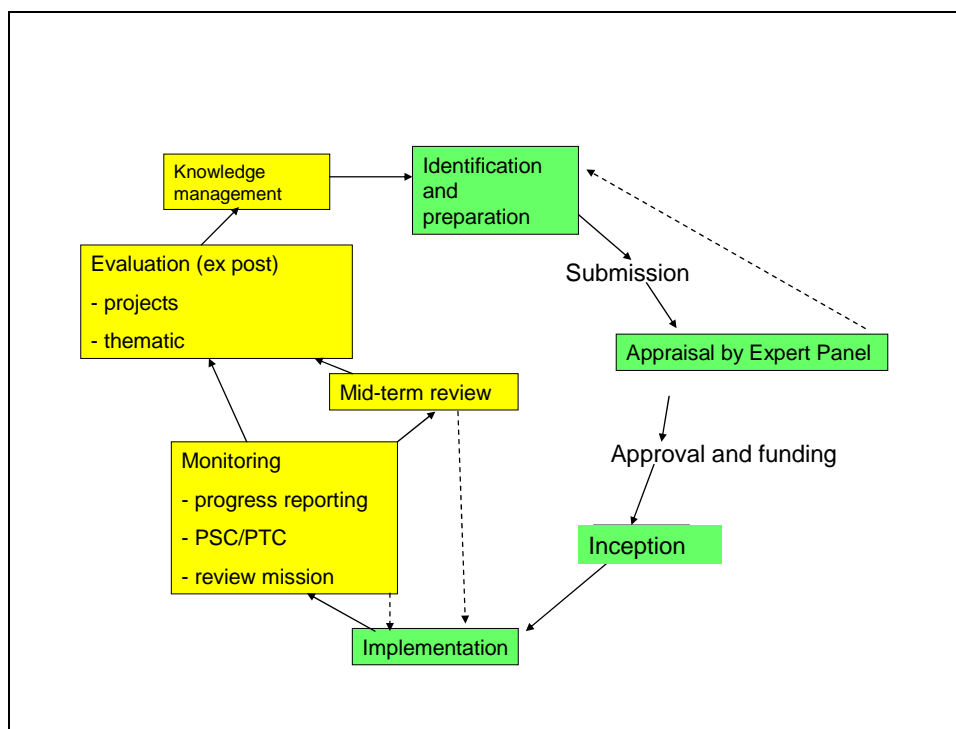 Knowledge
management
Identification
and
preparation
Evaluation (ex post)
- projects
- thematic
Submission
Appraisal by Expert Panel
Mid-term review
Monitoring
- progress reporting
- PSC/PTC
- review mission
Approval and funding
Inception
Implementation